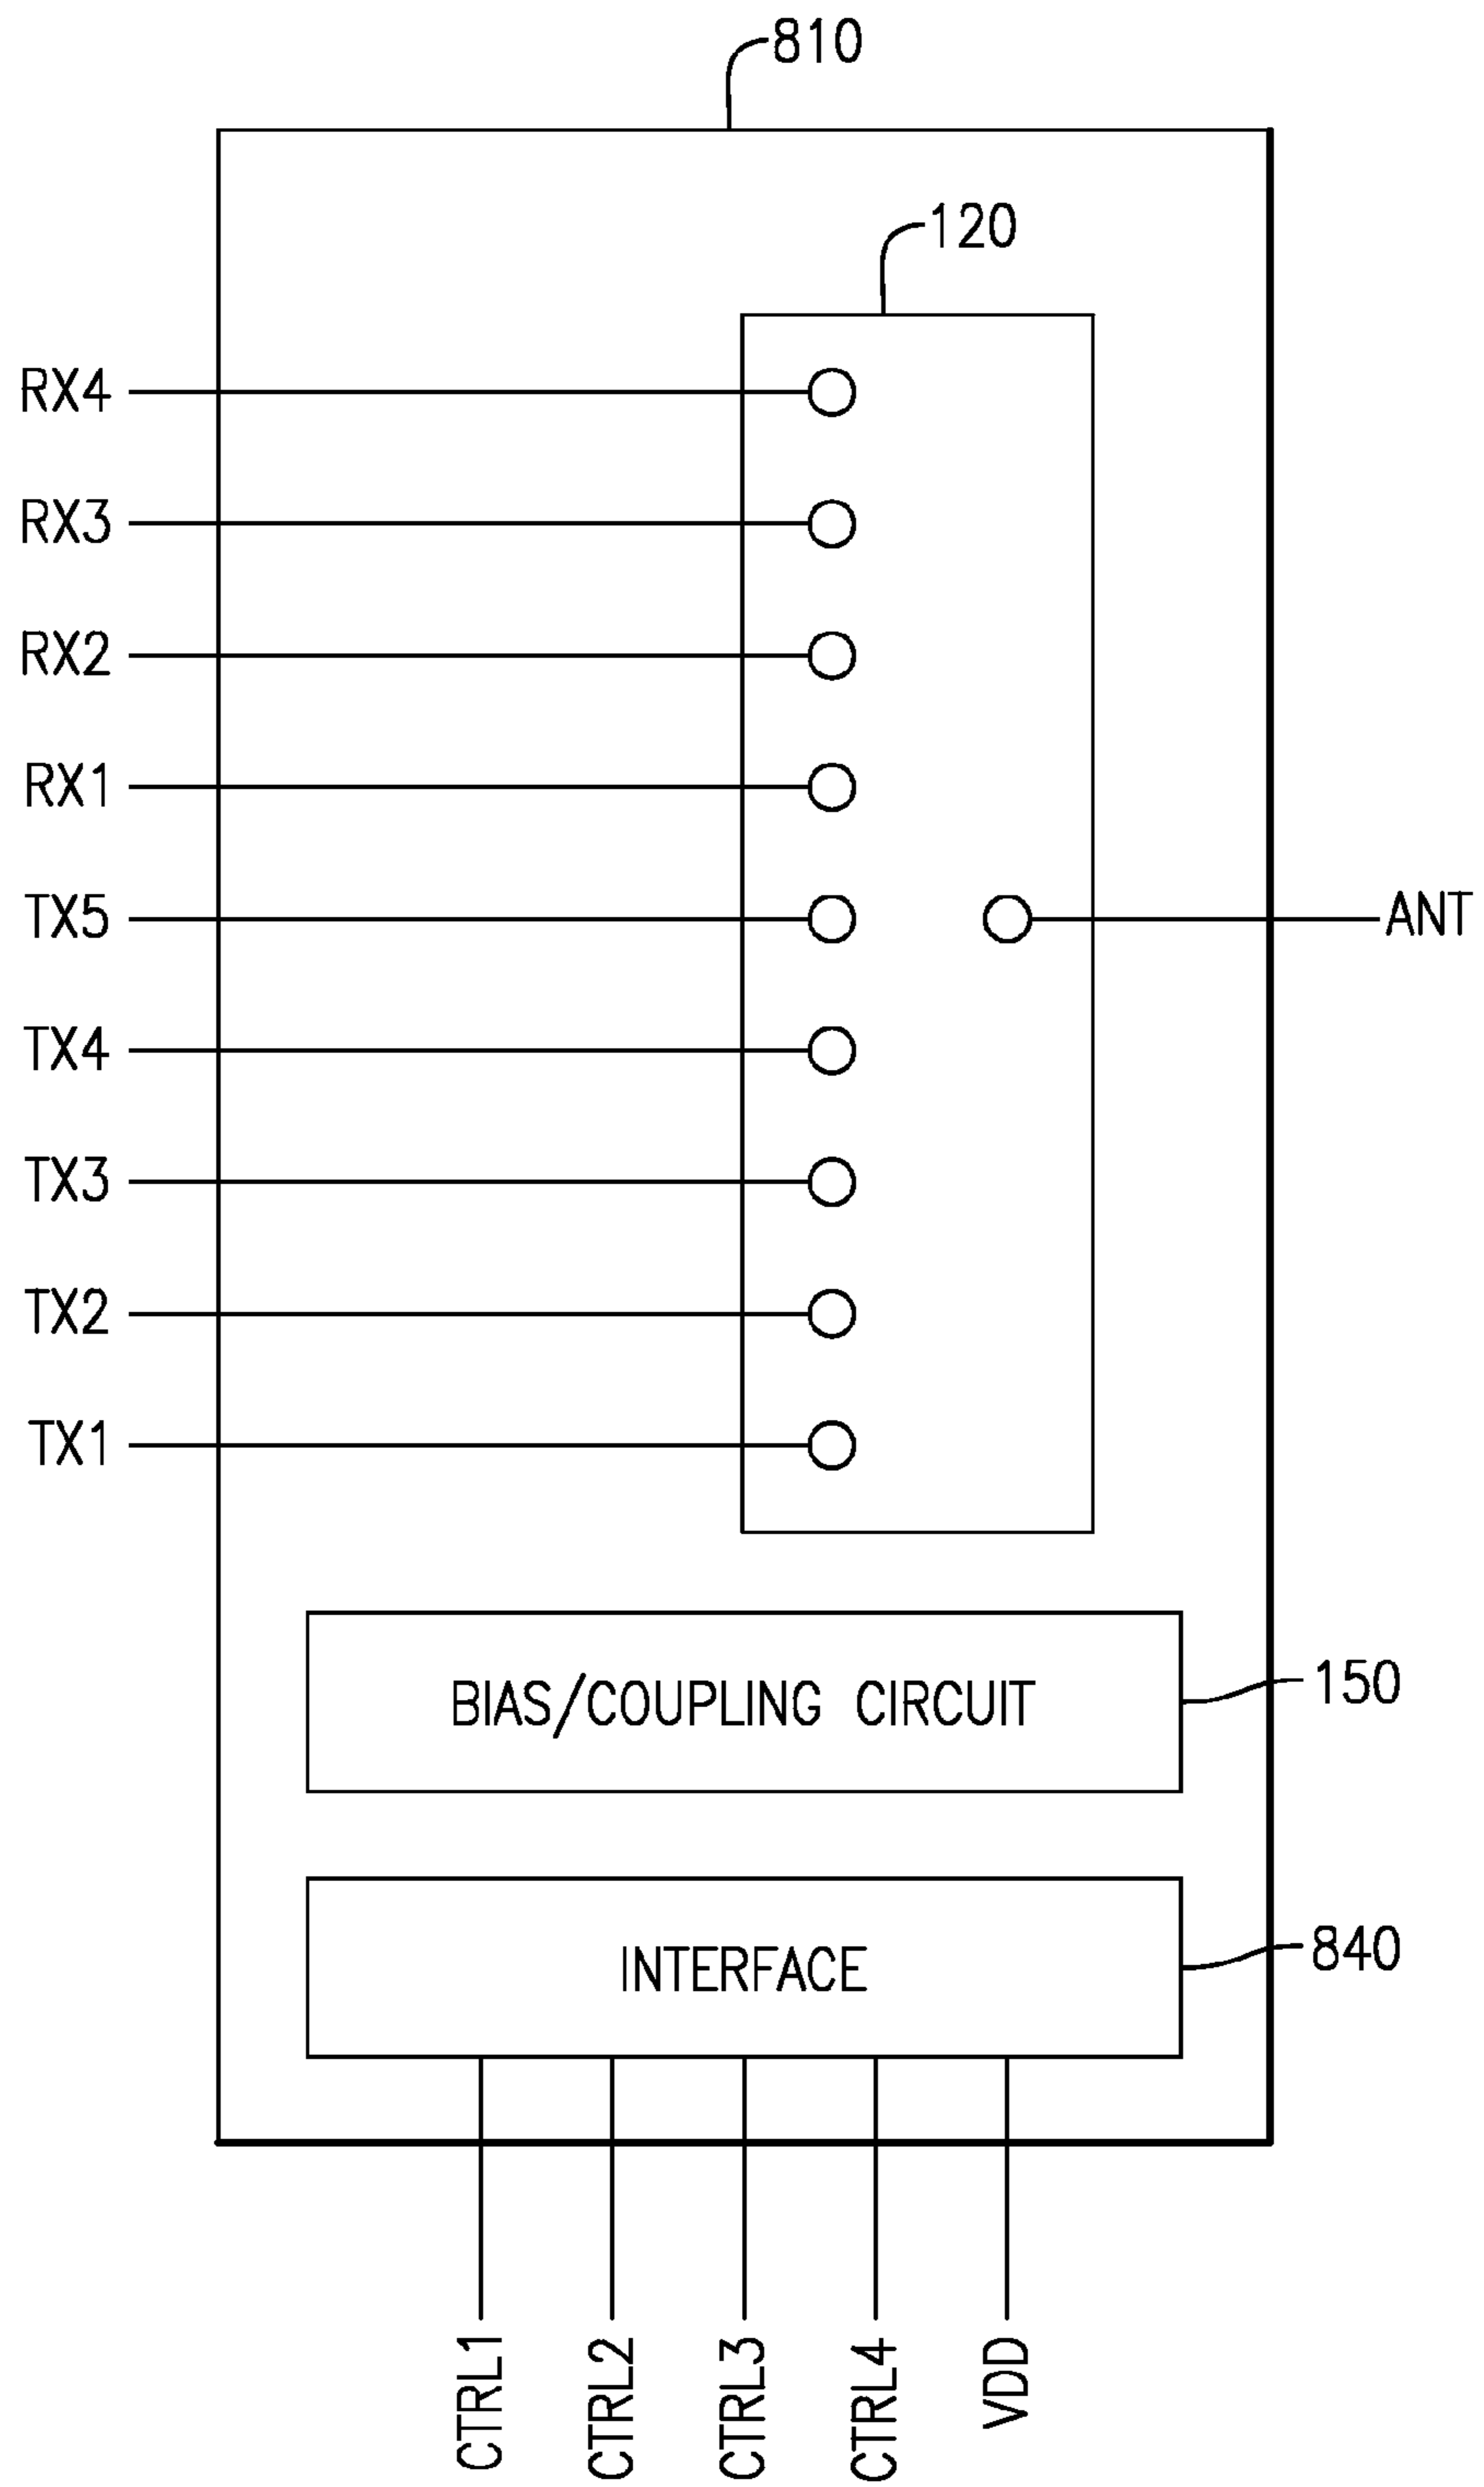 810
120
RX4
RX3
RX2
RX1
TX5
ANT
TX4
TX3
TX2
TX1
BIAS/COUPLING CIRCUIT
150
INTERFACE
840
CTRL1
CTRL2
CTRL3
CTRL4
VDD